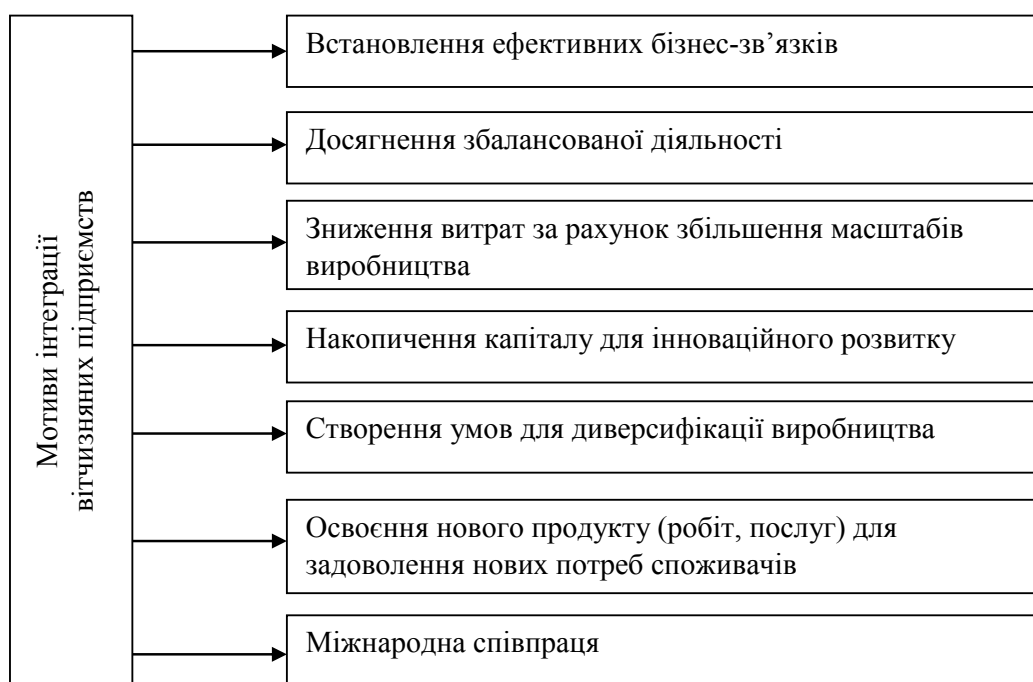 Мотиви інтеграції
вітчизняних підприємств
Встановлення ефективних бізнес-зв’язків
Досягнення збалансованої діяльності
Зниження витрат за рахунок збільшення масштабів
виробництва
Накопичення капіталу для інноваційного розвитку
Створення умов для диверсифікації виробництва
Освоєння нового продукту (робіт, послуг) для
задоволення нових потреб споживачів
Міжнародна співпраця